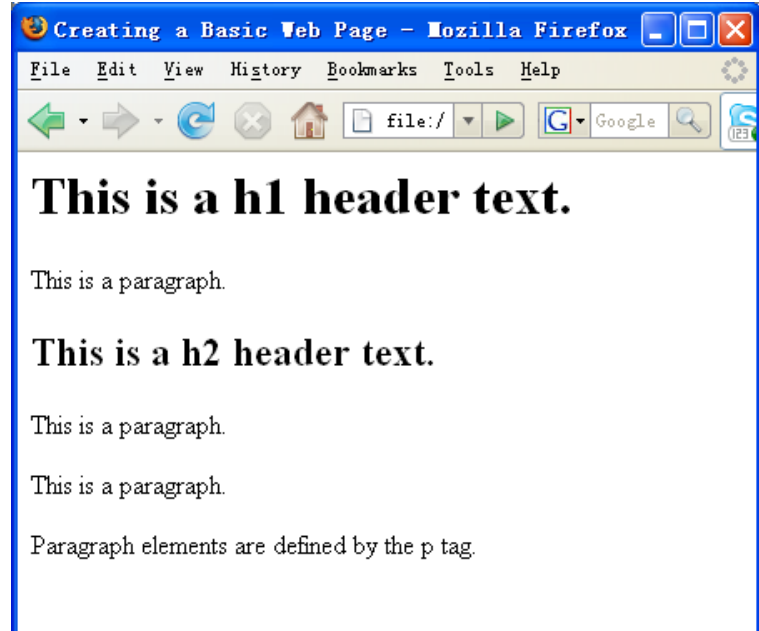 Creating a Basic Web Page - Mozilla Firefox
File Edit View History Bookmarks Tools Help
file:/ G Google
123
This is a h1 header text.
This is a paragraph.
This is a h2 header text.
This is a paragraph.
This is a paragraph.
Paragraph elements are defined by the p tag.